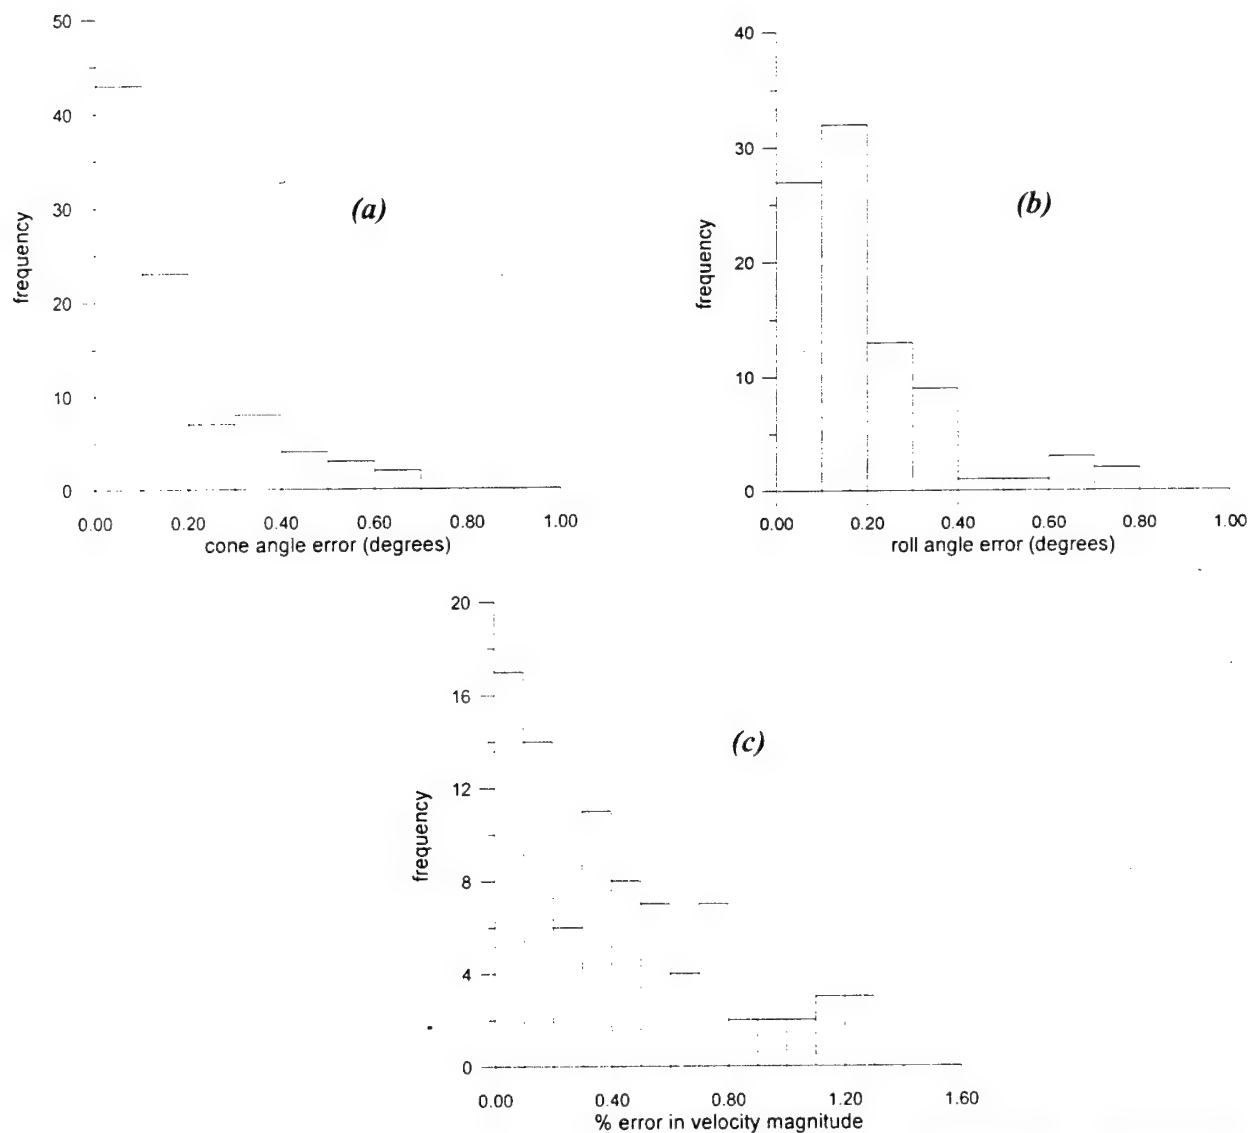 50
40
30
20
10
0
frequency
(a)
0.00 0.20 0.40 0.60 0.80 1.00
cone angle error (degrees)
40
30
20
10
0
frequency
(b)
0.00 0.20 0.40 0.60 0.80 1.00
roll angle error (degrees)
20
16
12
8
4
0
frequency
(c)
0.00 0.40 0.80 1.20 1.60
% error in velocity magnitude